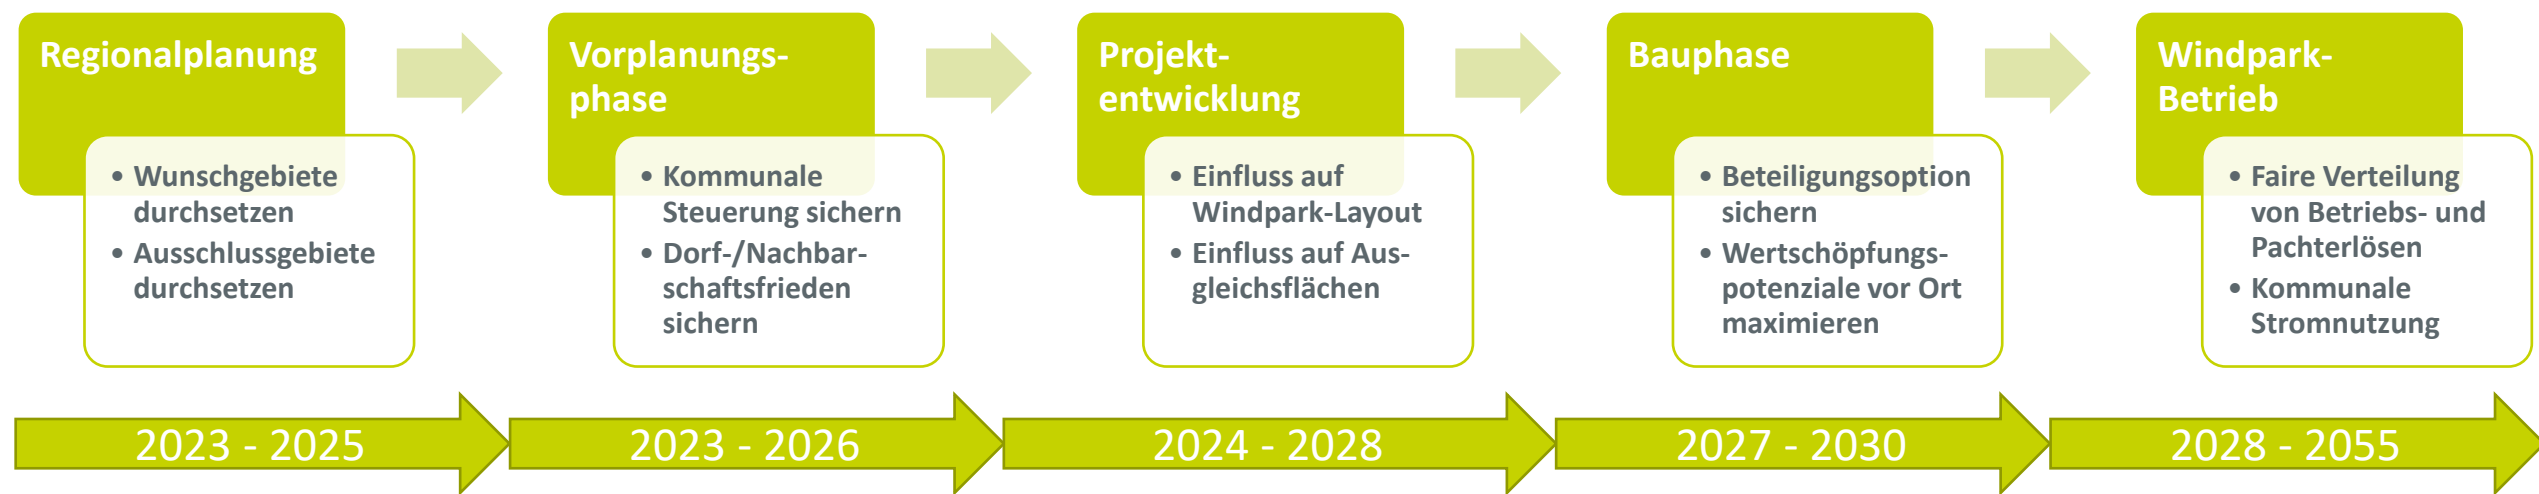 Regionalplanung
• Wunschgebiete
durchsetzen
• Ausschlussgebiete
durchsetzen
Vorplanungs-
phase
• Kommunale
Steuerung sichern
• Dorf-/Nachbar-
schaftsfrieden
sichern
Projekt-
entwicklung
• Einfluss auf
Windpark-Layout
• Einfluss auf Aus-
gleichsflächen
Bauphase
• Beteiligungsoption
sichern
• Wertschöpfungs-
potenziale vor Ort
maximieren
Windpark-
Betrieb
• Faire Verteilung
von Betriebs- und
Pachterlösen
• Kommunale
Stromnutzung
2023 - 2025
2023 - 2026
2024 - 2028
2027 - 2030
2028 - 2055